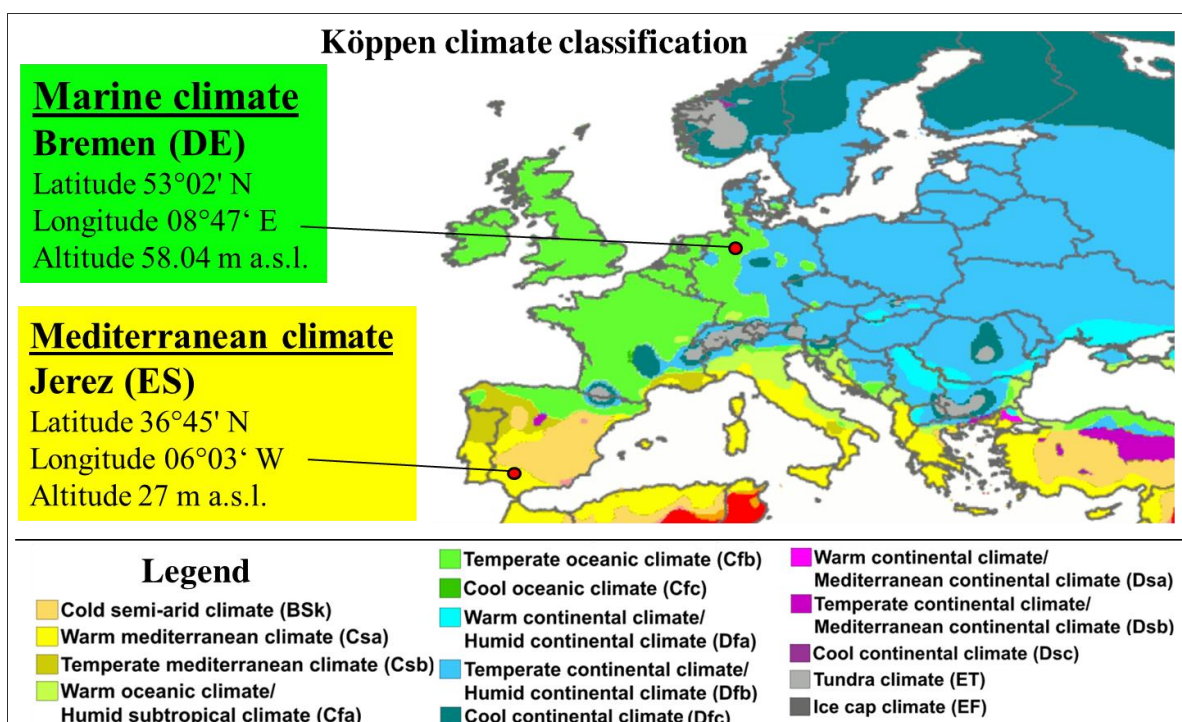 Köppen climate classification
Marine climate
Bremen (DE)
Latitude 53°02' N
Longitude 08°47‘ E
Altitude 58.04 m a.s.l.
Mediterranean climate
Jerez (ES)
Latitude 36°45' N
Longitude 06°03‘ W
Altitude 27 m a.s.l.
Legend
Cold semi-arid climate (BSk)
Warm mediterranean climate (Csa)
Temperate mediterranean climate (Csb)
Warm oceanic climate/
Humid subtropical climate (Cfa)
Temperate oceanic climate (Cfb)
Cool oceanic climate (Cfc)
Warm continental climate/
Humid continental climate (Dfa)
Temperate continental climate/
Humid continental climate (Dfb)
Cool continental climate (Dfc)
Warm continental climate/
Mediterranean continental climate (Dsa)
Temperate continental climate/
Mediterranean continental climate (Dsb)
Cool continental climate (Dsc)
Tundra climate (ET)
Ice cap climate (EF)